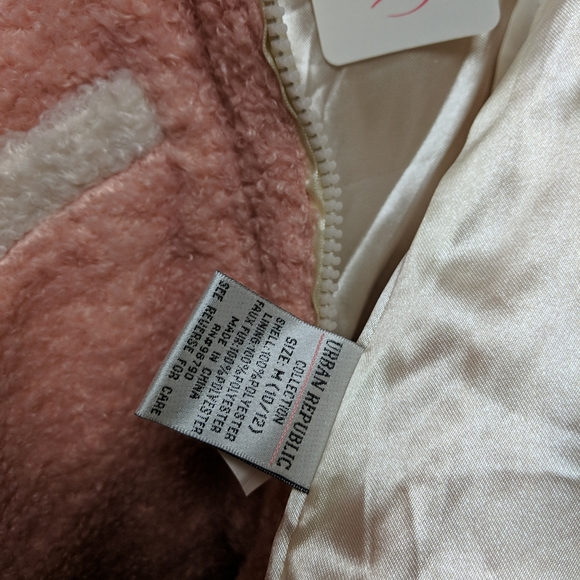 URBAN REPUBLIC
COLLECTION
SIZE: M (10/12)
SHELL: 100% POLYESTER
LINING: 100% POLYESTER
FAUX FUR: 100% POLYESTER
MADE IN CHINA
RN#96790
SEE REVERSE FOR CARE